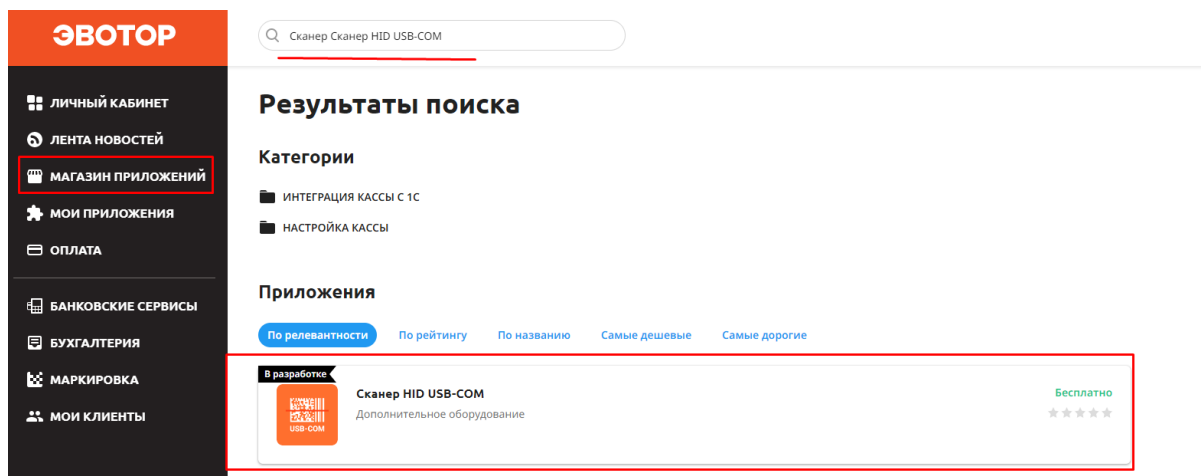 ЭВОТОР
Сканер Сканер HID USB-COM
ЛИЧНЫЙ КАБИНЕТ
ЛЕНТА НОВОСТЕЙ
МАГАЗИН ПРИЛОЖЕНИЙ
МОИ ПРИЛОЖЕНИЯ
ОПЛАТА
БАНКОВСКИЕ СЕРВИСЫ
БУХГАЛТЕРИЯ
МАРКИРОВКА
МОИ КЛИЕНТЫ
Результаты поиска
Категории
ИНТЕГРАЦИЯ КАССЫ С 1С
НАСТРОЙКА КАССЫ
Приложения
По релевантности По рейтингу По названию Самые дешевые Самые дорогие
В разработке
USB-COM
Сканер HID USB-COM
Дополнительное оборудование
Бесплатно